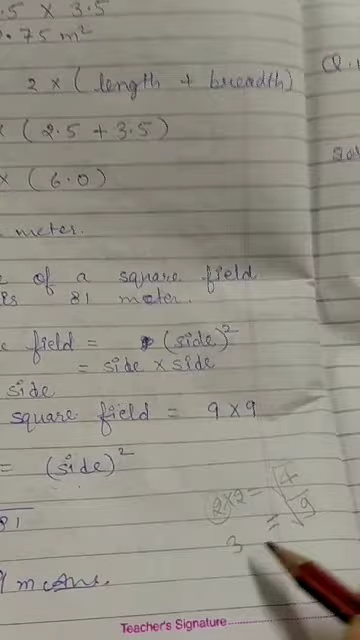 .5 × 3.5
.75 m²
2 × (length + breadth)
Q.
× (2.5 + 3.5)
× (6.0)
meter.
of a square field
81 meter.
field = (side)²
= side × side
side
square field = 9 × 9
= (side)²
2×2 = √4
= √9
3
81
Teacher's Signature